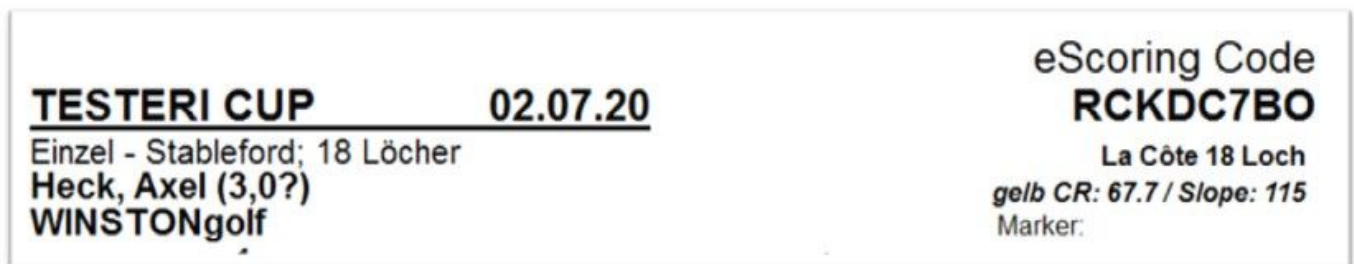 TESTERI CUP 02.07.20
Einzel - Stableford; 18 Löcher
Heck, Axel (3,0?)
WINSTONgolf
eScoring Code
RCKDC7BO
La Côte 18 Loch
gelb CR: 67.7 / Slope: 115
Marker: